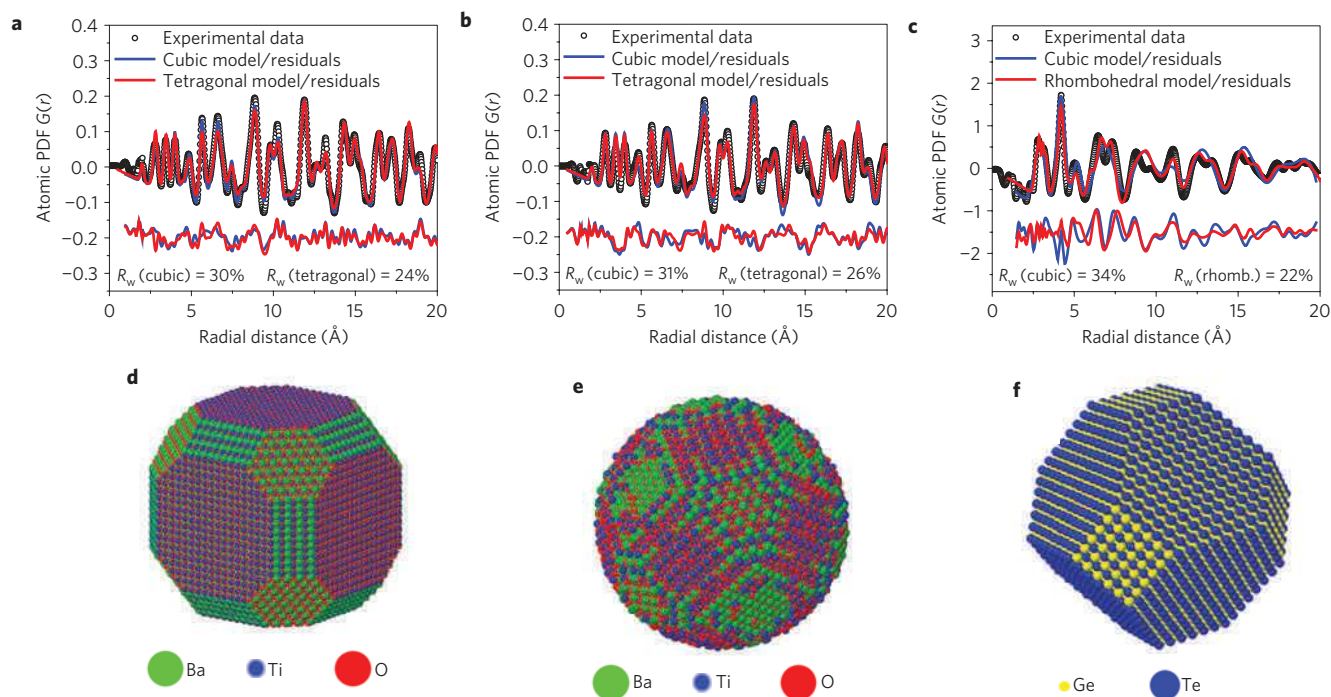 a
0.4
0.3
0.2
0.1
0.0
−0.1
−0.2
−0.3
Atomic PDF G(r)
Experimental data
Cubic model/residuals
Tetragonal model/residuals
Rw (cubic) = 30% Rw (tetragonal) = 24%
0 5 10 15 20
Radial distance (Å)
b
0.4
0.3
0.2
0.1
0.0
−0.1
−0.2
−0.3
Atomic PDF G(r)
Experimental data
Cubic model/residuals
Tetragonal model/residuals
Rw (cubic) = 31% Rw (tetragonal) = 26%
0 5 10 15 20
Radial distance (Å)
c
3
2
1
0
−1
−2
Atomic PDF G(r)
Experimental data
Cubic model/residuals
Rhombohedral model/residuals
Rw (cubic) = 34% Rw (rhomb.) = 22%
0 5 10 15 20
Radial distance (Å)
d
Ba Ti O
e
Ba Ti O
f
Ge Te